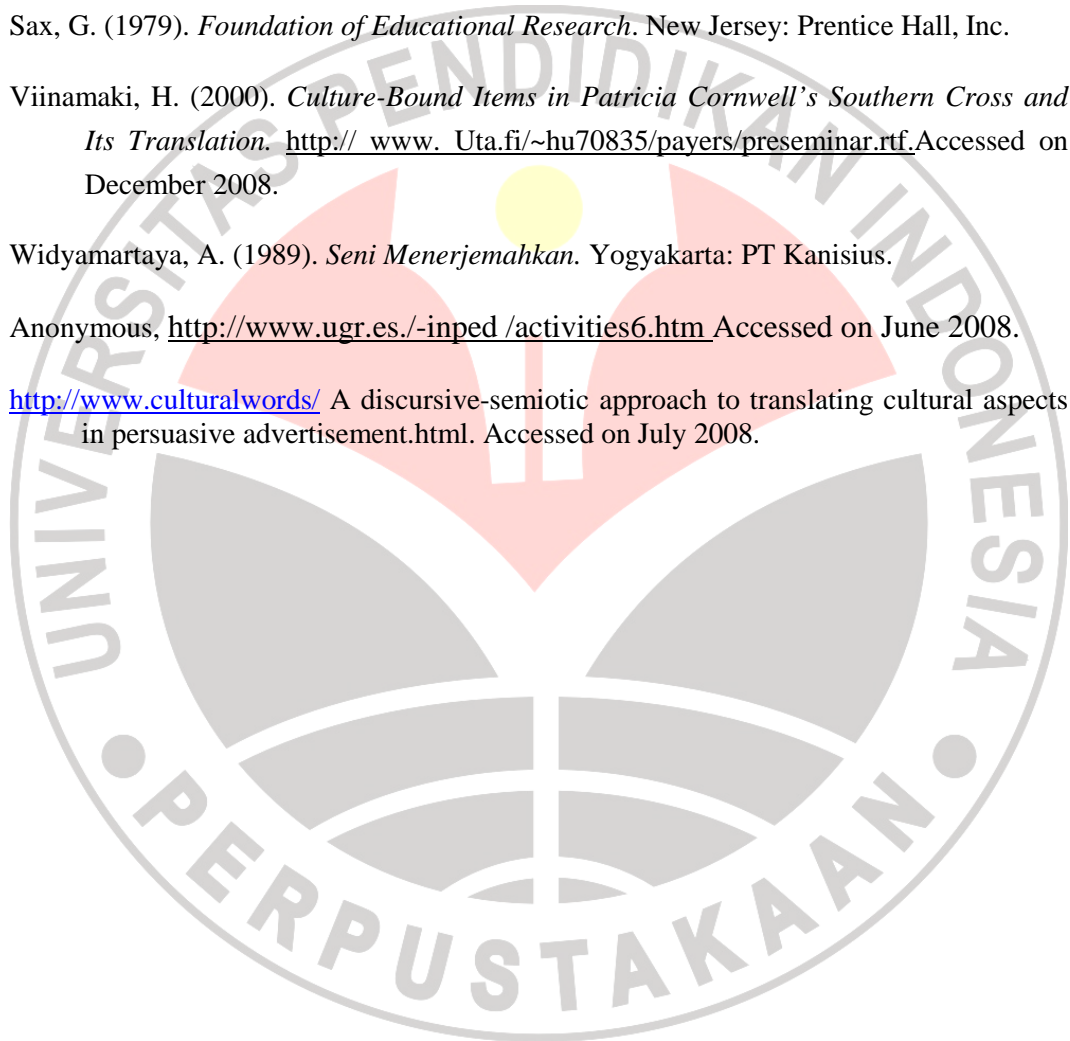 Sax, G. (1979). Foundation of Educational Research. New Jersey: Prentice Hall, Inc.
Viinamaki, H. (2000). Culture-Bound Items in Patricia Cornwell’s Southern Cross and
Its Translation. http:// www. Uta.fi/~hu70835/payers/preseminar.rtf.Accessed on
December 2008.
Widyamartaya, A. (1989). Seni Menerjemahkan. Yogyakarta: PT Kanisius.
Anonymous, http://www.ugr.es./-inped /activities6.htm Accessed on June 2008.
http://www.culturalwords/ A discursive-semiotic approach to translating cultural aspects
in persuasive advertisement.html. Accessed on July 2008.
UNIVERSITAS PENDIDIKAN INDONESIA
PERPUSTAKAAN